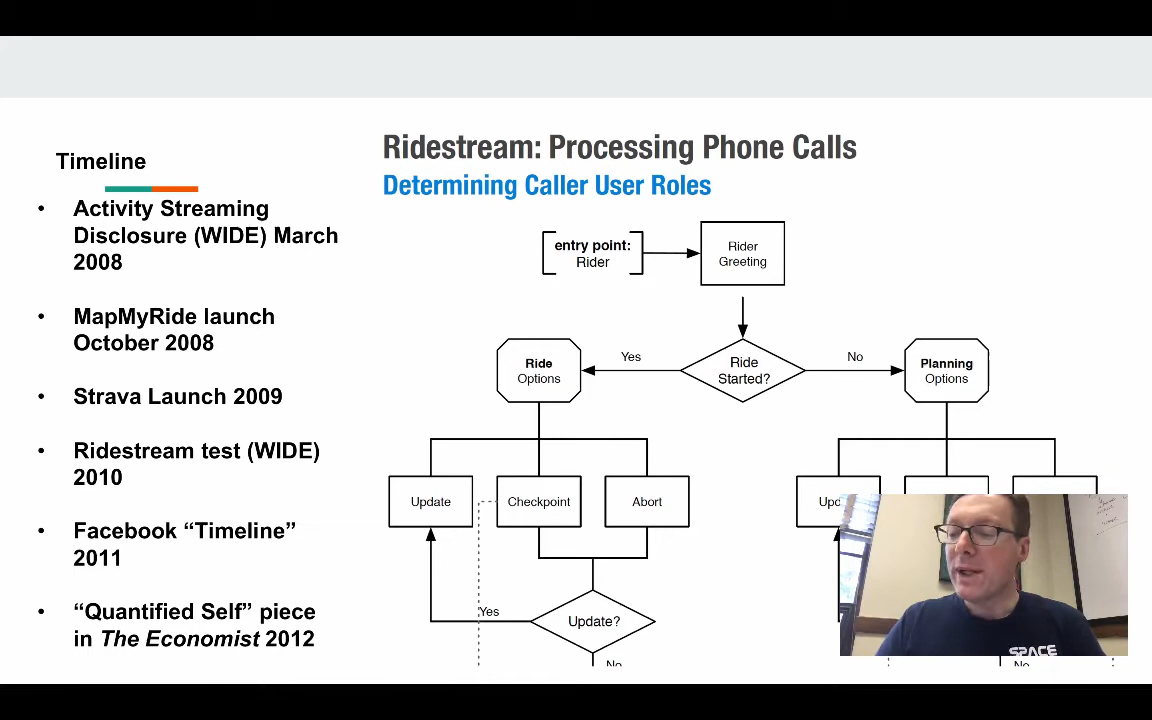 Timeline
• Activity Streaming
Disclosure (WIDE) March
2008
• MapMyRide launch
October 2008
• Strava Launch 2009
• Ridestream test (WIDE)
2010
• Facebook “Timeline”
2011
• “Quantified Self” piece
in The Economist 2012
Ridestream: Processing Phone Calls
Determining Caller User Roles
entry point:
Rider
Rider
Greeting
Ride
Options
Yes
Ride
Started?
No
Planning
Options
Update
Checkpoint
Abort
Yes
Update?
No
No
SPACE